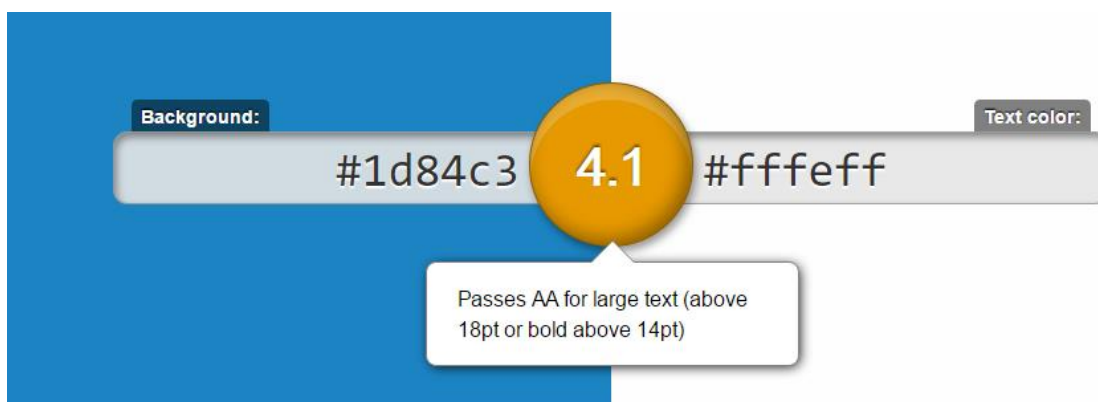 Background:
Text color:
#1d84c3
4.1
#fffeff
Passes AA for large text (above
18pt or bold above 14pt)